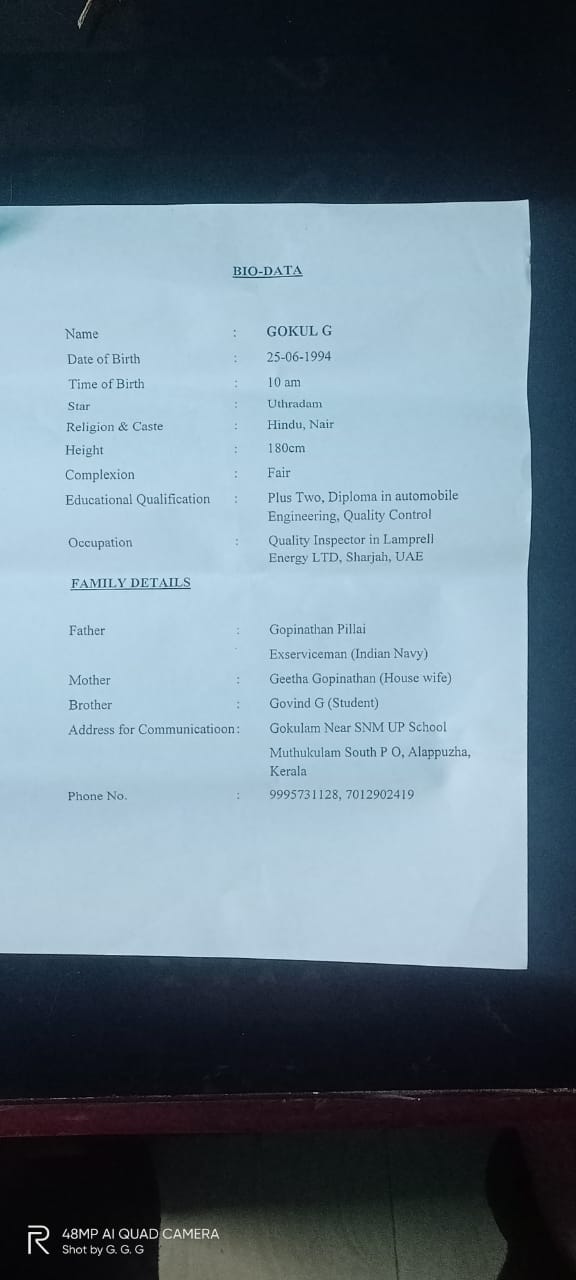 BIO-DATA
Name : GOKUL G
Date of Birth : 25-06-1994
Time of Birth : 10 am
Star : Uthradam
Religion & Caste : Hindu, Nair
Height : 180cm
Complexion : Fair
Educational Qualification : Plus Two, Diploma in automobile
Engineering, Quality Control
Occupation : Quality Inspector in Lamprell
Energy LTD, Sharjah, UAE
FAMILY DETAILS
Father : Gopinathan Pillai
Exserviceman (Indian Navy)
Mother : Geetha Gopinathan (House wife)
Brother : Govind G (Student)
Address for Communicatioon: Gokulam Near SNM UP School
Muthukulam South P O, Alappuzha,
Kerala
Phone No. : 9995731128, 7012902419
48MP AI QUAD CAMERA
Shot by G. G. G